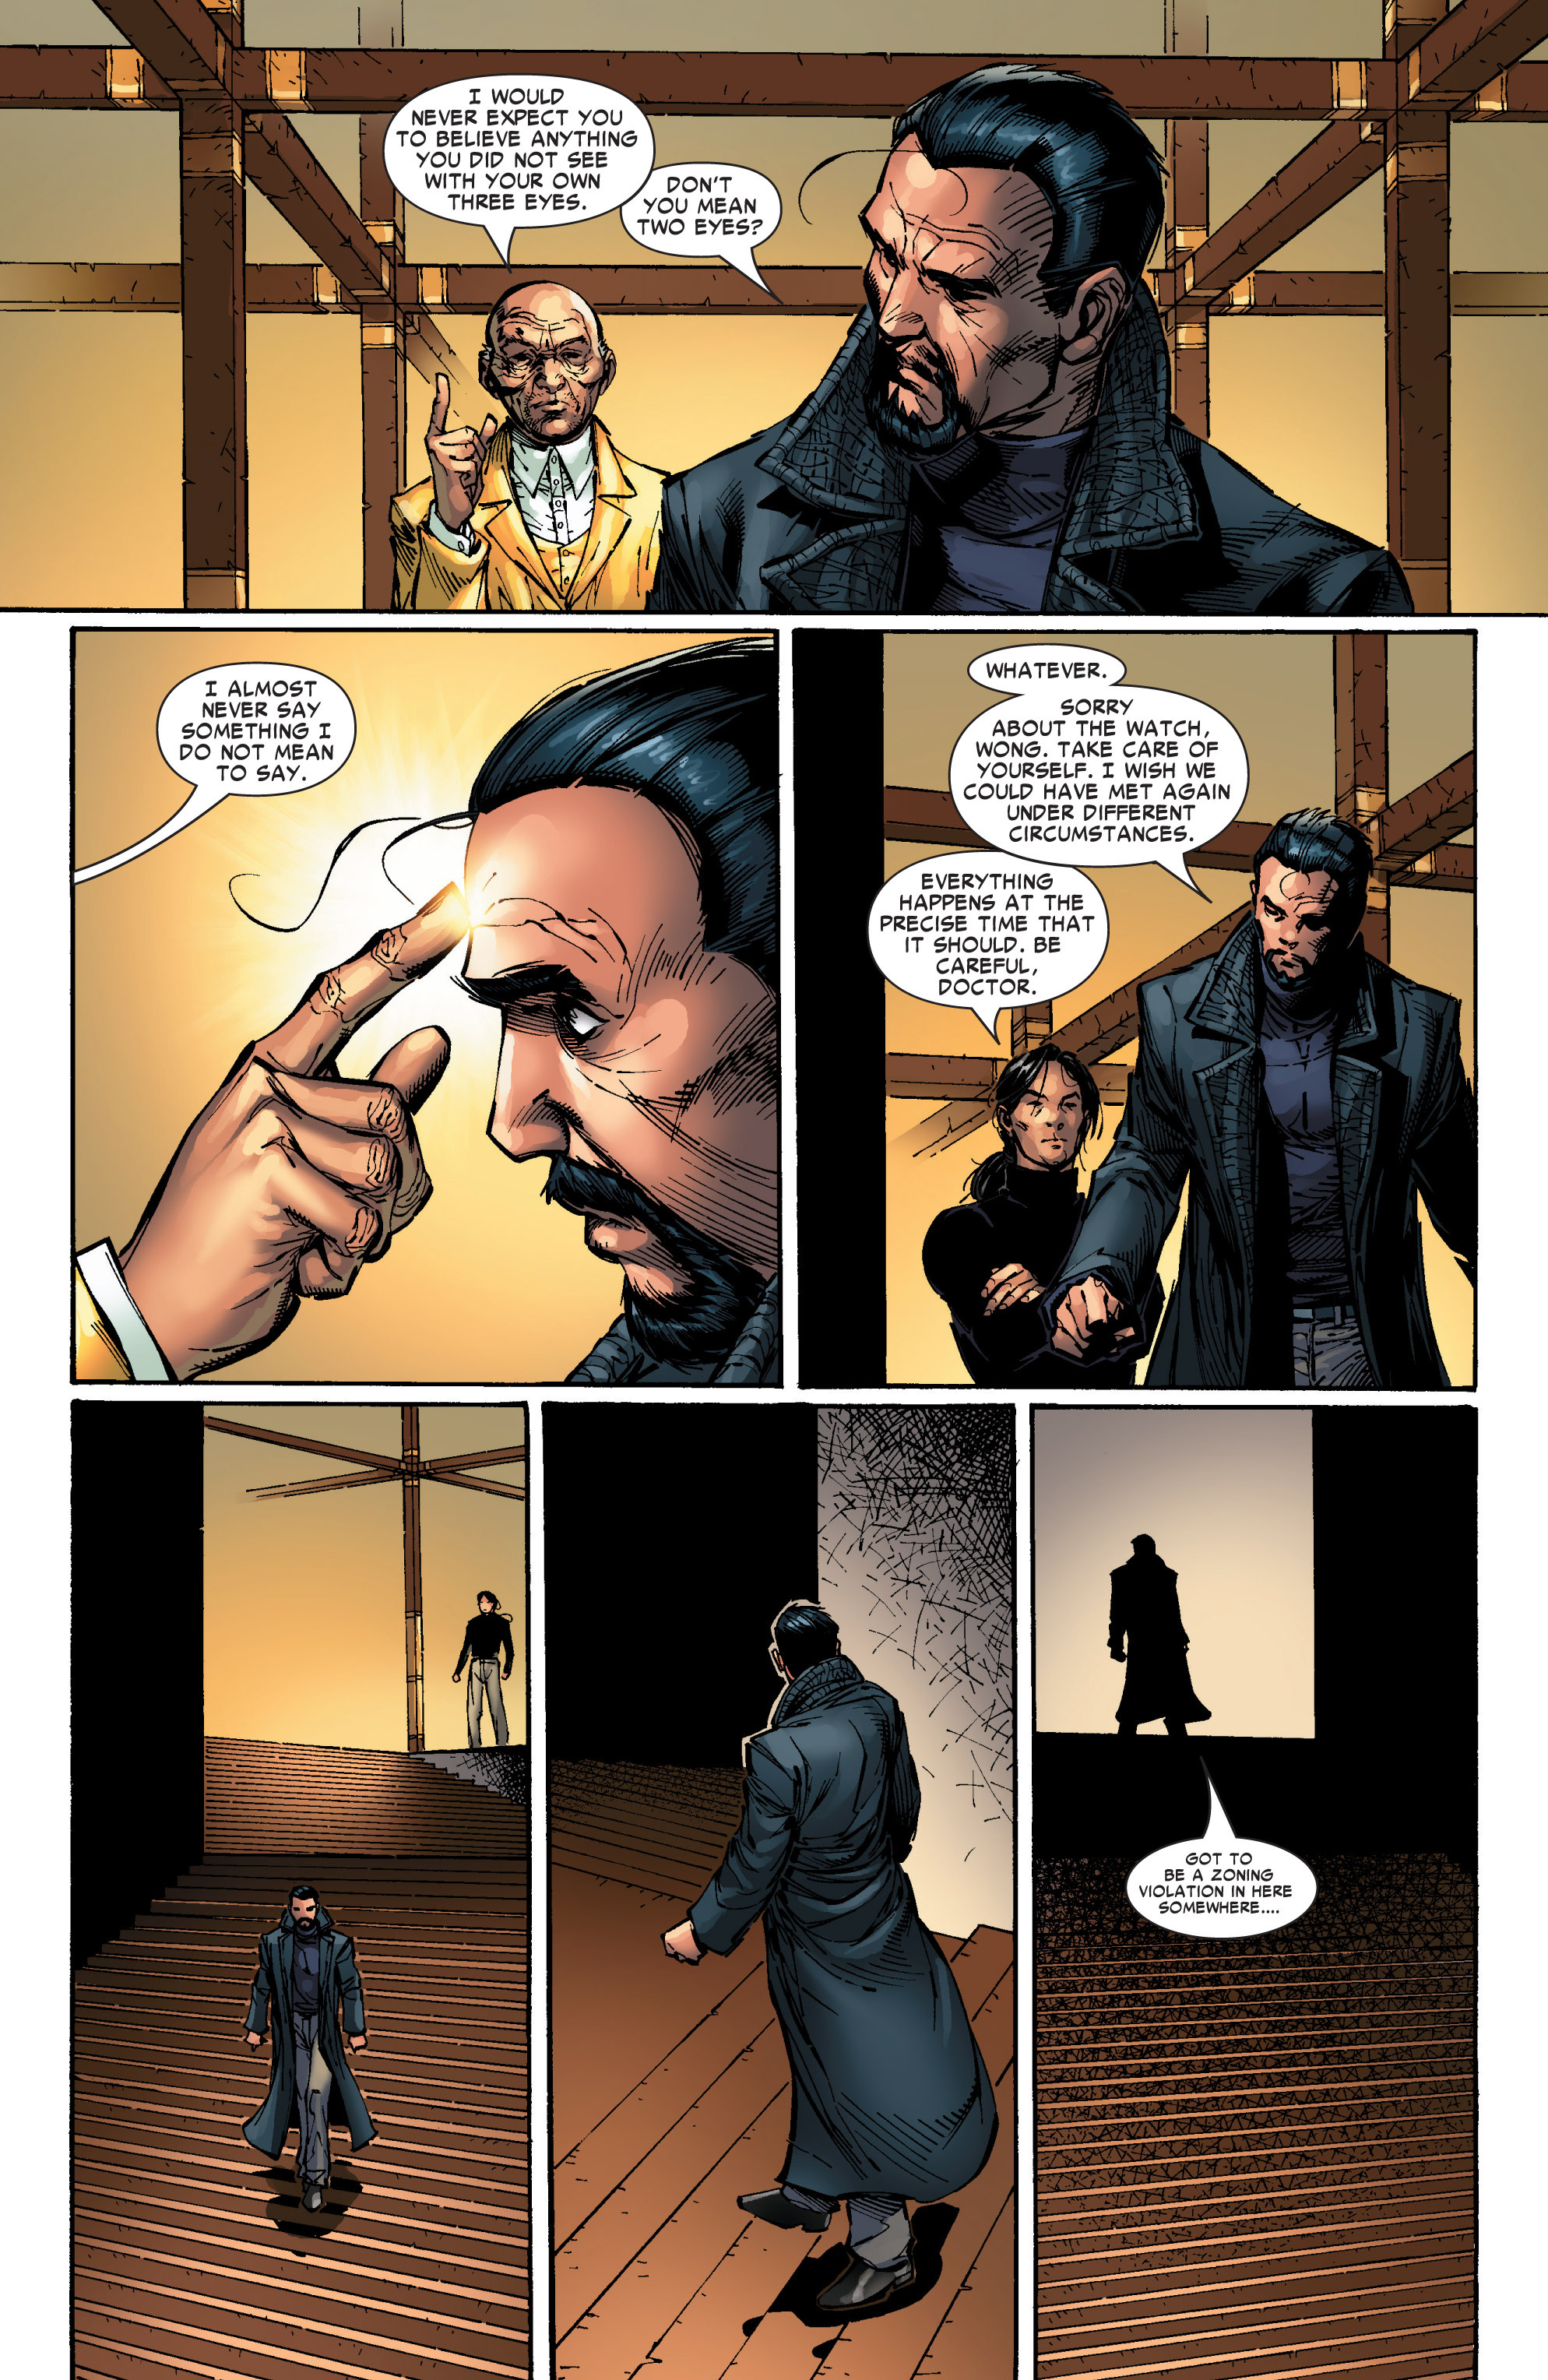 I WOULD
NEVER EXPECT YOU
TO BELIEVE ANYTHING
YOU DID NOT SEE
WITH YOUR OWN
THREE EYES.
DON'T
YOU MEAN
TWO EYES?
I ALMOST
NEVER SAY
SOMETHING I
DO NOT MEAN
TO SAY.
WHATEVER.
SORRY
ABOUT THE WATCH,
WONG. TAKE CARE OF
YOURSELF. I WISH WE
COULD HAVE MET AGAIN
UNDER DIFFERENT
CIRCUMSTANCES.
EVERYTHING
HAPPENS AT THE
PRECISE TIME THAT
IT SHOULD. BE
CAREFUL,
DOCTOR.
GOT TO
BE A ZONING
VIOLATION IN HERE
SOMEWHERE....